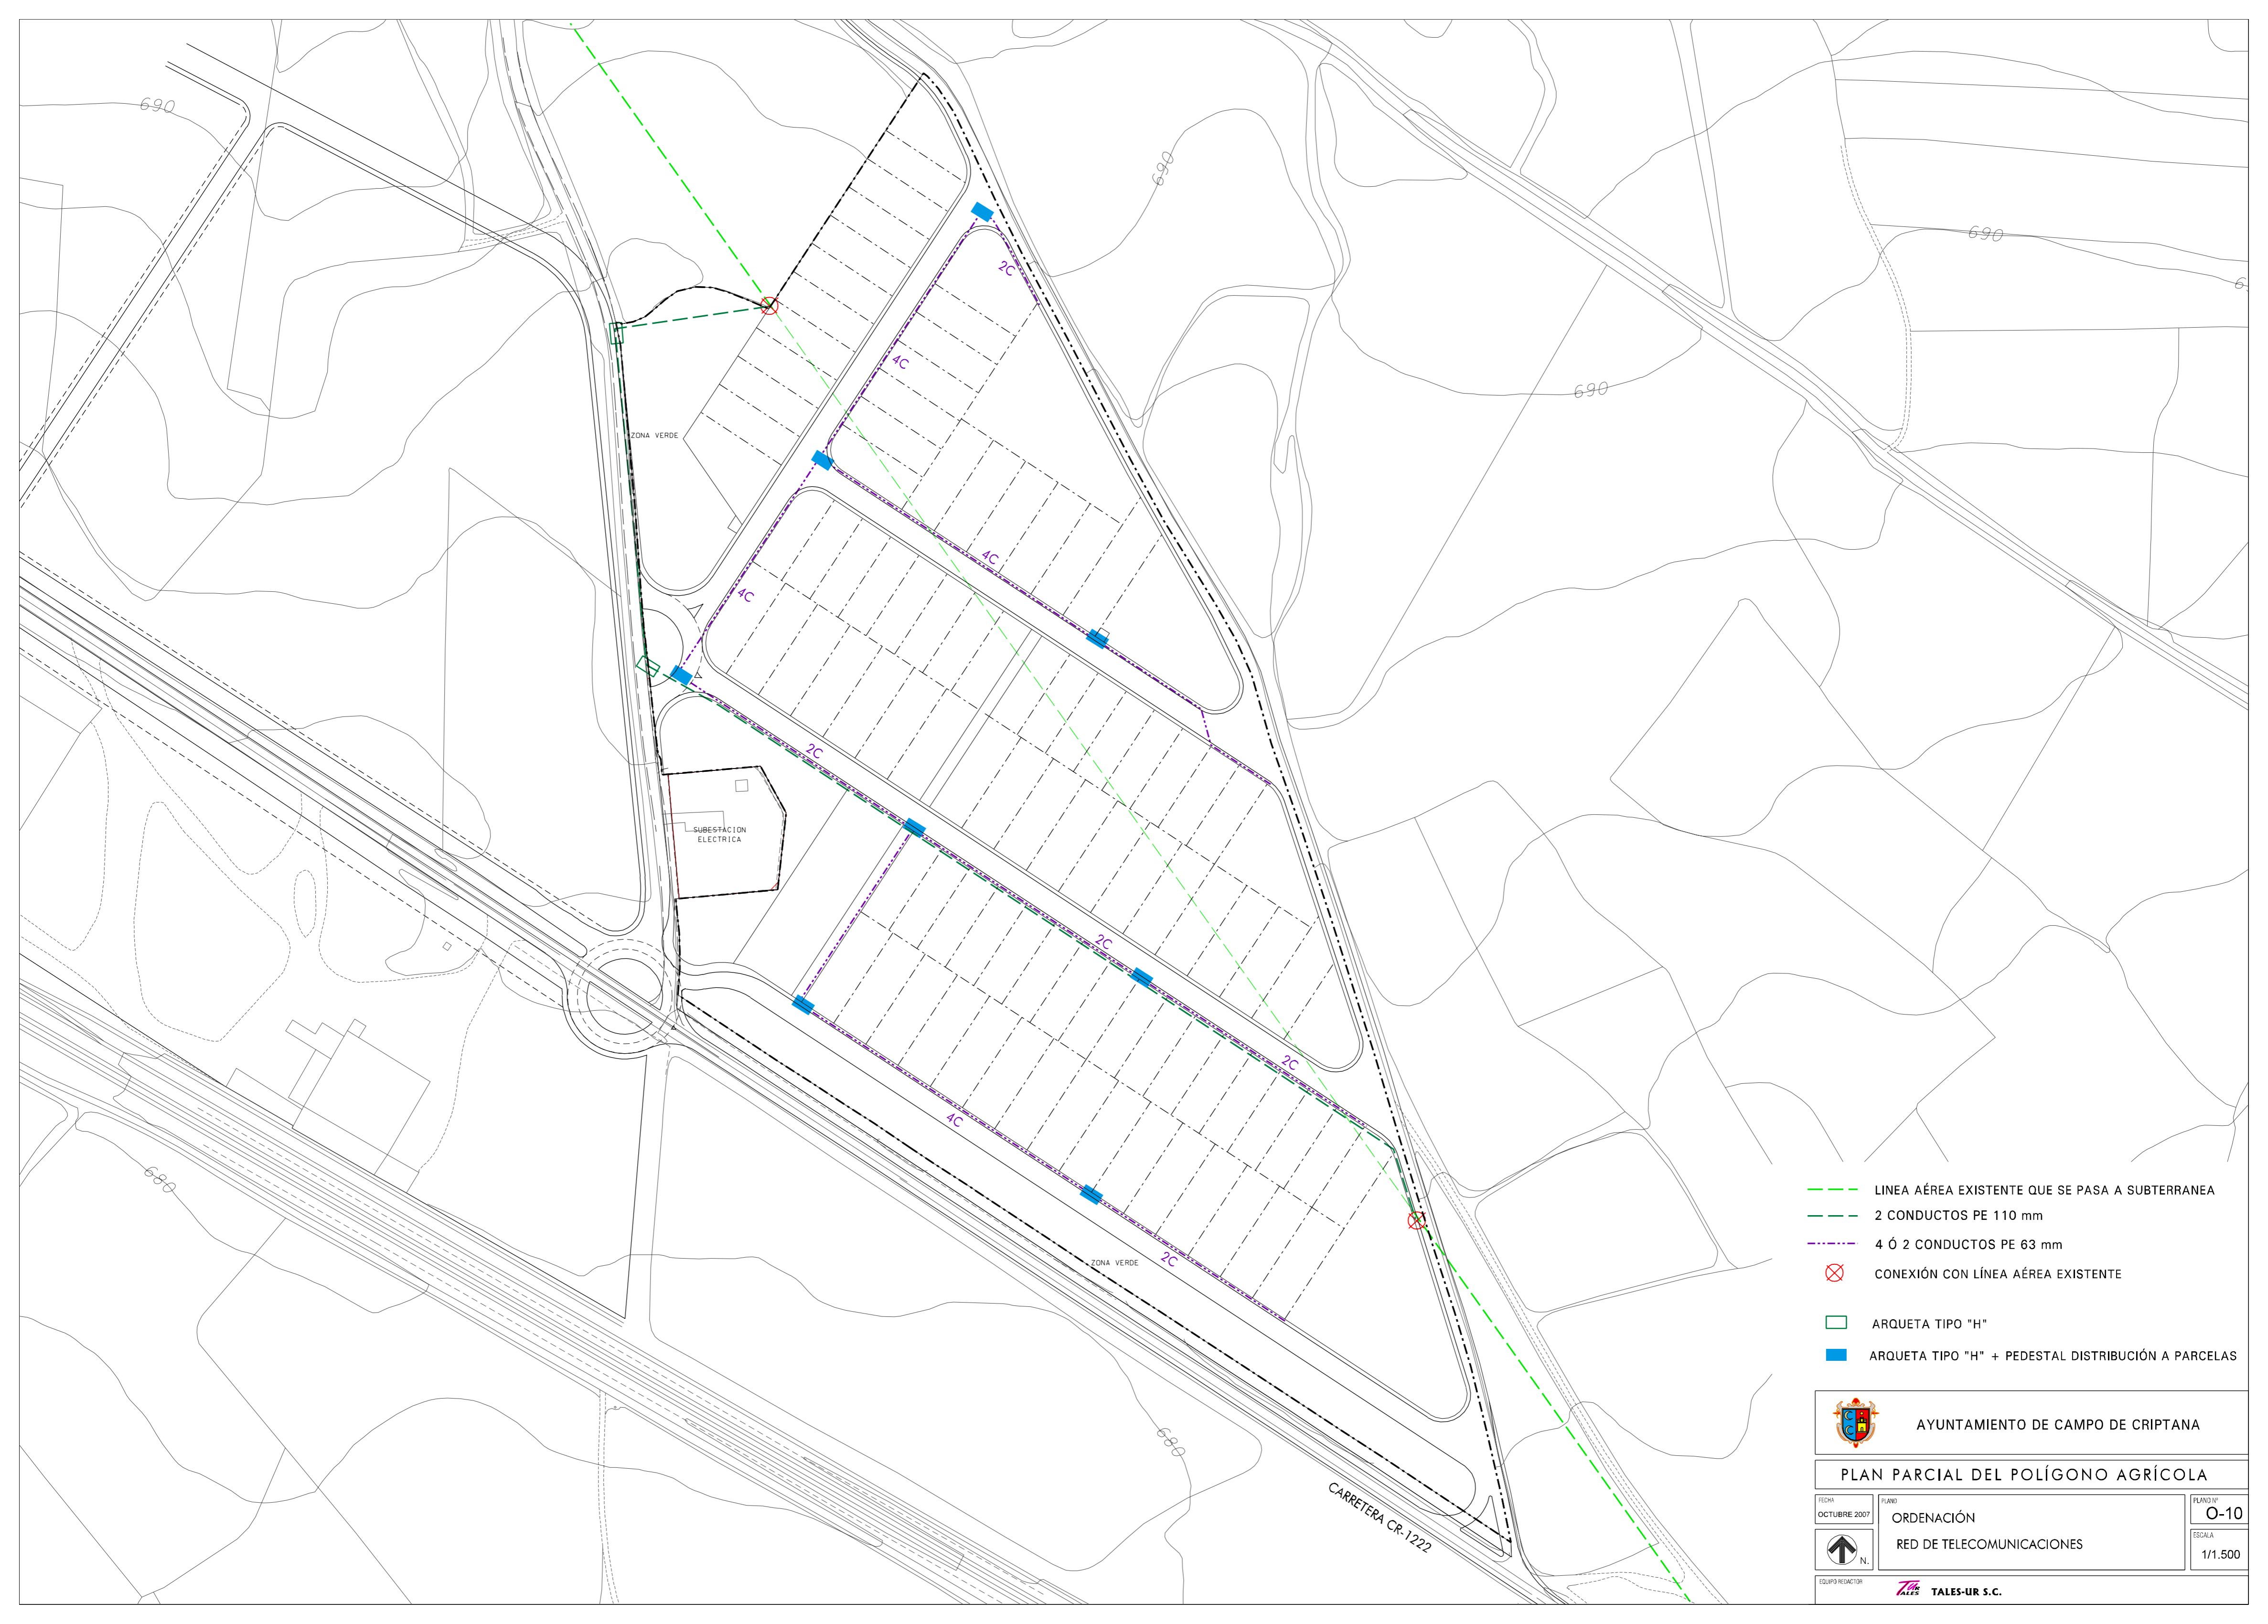 690
690
690
690
2C
4C
ZONA VERDE
4C
4C
2C
SUBESTACION
ELECTRICA
2C
2C
4C
2C
ZONA VERDE
680
680
CARRETERA CR-1222
LINEA AÉREA EXISTENTE QUE SE PASA A SUBTERRANEA
2 CONDUCTOS PE 110 mm
4 Ó 2 CONDUCTOS PE 63 mm
CONEXIÓN CON LÍNEA AÉREA EXISTENTE
ARQUETA TIPO "H"
ARQUETA TIPO "H" + PEDESTAL DISTRIBUCIÓN A PARCELAS
AYUNTAMIENTO DE CAMPO DE CRIPTANA
PLAN PARCIAL DEL POLÍGONO AGRÍCOLA
FECHA
OCTUBRE 2007
PLANO
ORDENACIÓN
RED DE TELECOMUNICACIONES
PLANO Nº
O-10
ESCALA
1/1.500
N.
EQUIPO REDACTOR
TALES-UR S.C.